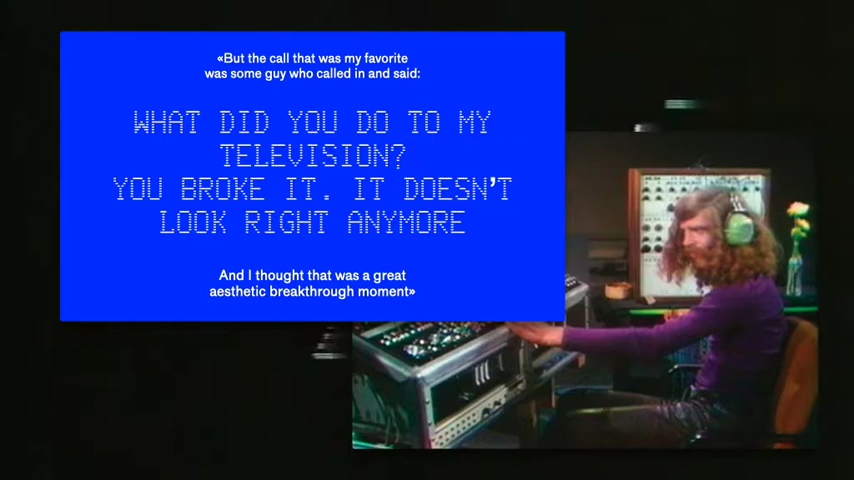 «But the call that was my favorite
was some guy who called in and said:
WHAT DID YOU DO TO MY
TELEVISION?
YOU BROKE IT. IT DOESN'T
LOOK RIGHT ANYMORE
And I thought that was a great
aesthetic breakthrough moment»